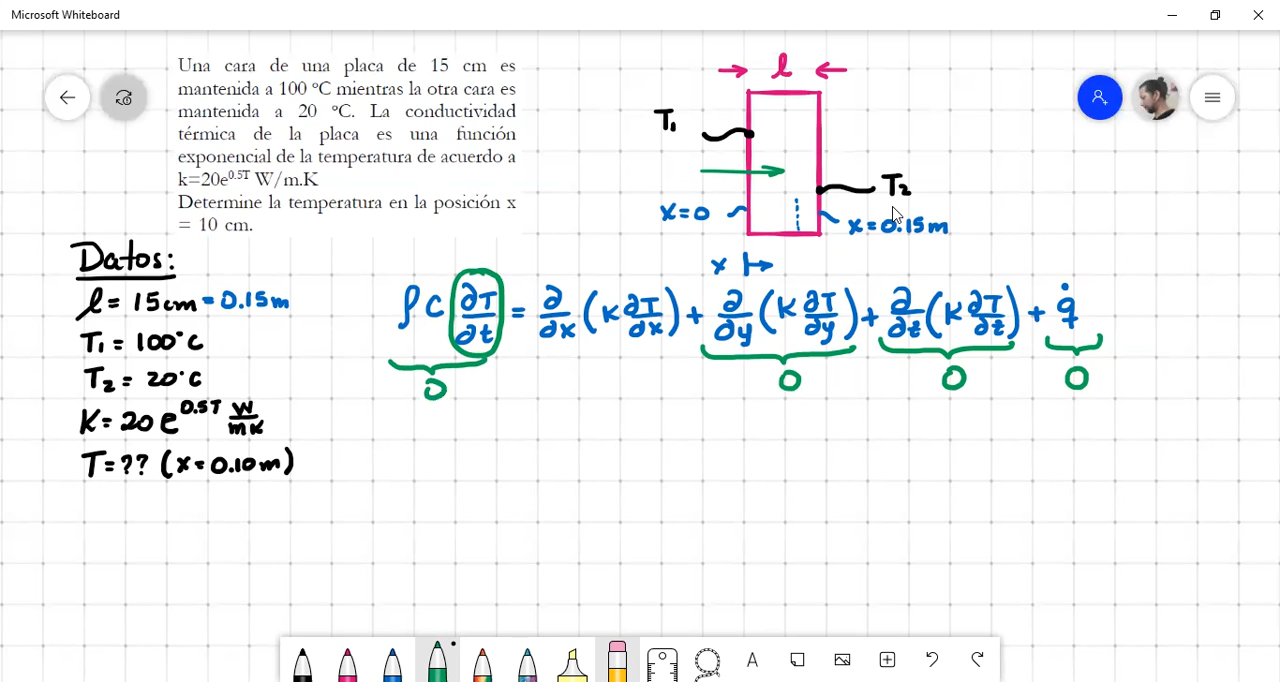 Microsoft Whiteboard
Una cara de una placa de 15 cm es
mantenida a 100 ºC mientras la otra cara es
mantenida a 20 ºC. La conductividad
térmica de la placa es una función
exponencial de la temperatura de acuerdo a
k=20e^0.5T W/m.K
Determine la temperatura en la posición x
= 10 cm.
l
T₁
T₂
x=0
x=0.15m
x
Datos:
l= 15cm = 0.15m
T₁ = 100°C
T₂ = 20°C
K= 20 e^0.5T W/mK
T=?? (x=0.10m)
ρC ∂T/∂t = ∂/∂x (K ∂T/∂x) + ∂/∂y (K ∂T/∂y) + ∂/∂z (K ∂T/∂z) + q̇
0 0 0 0
A